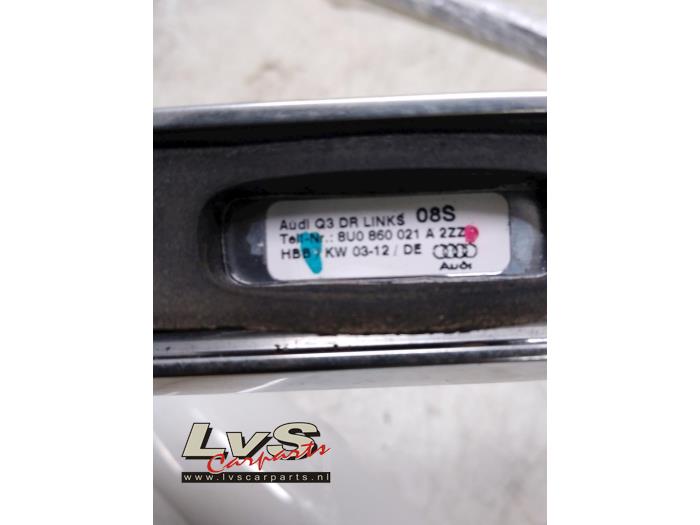 Audi Q3 DR LINKS 08S
Teil-Nr.: 8U0 860 021 A 2ZZ
HBB / KW 03-12 / DE
Audi
LvS
Carparts
www.lvscarparts.nl